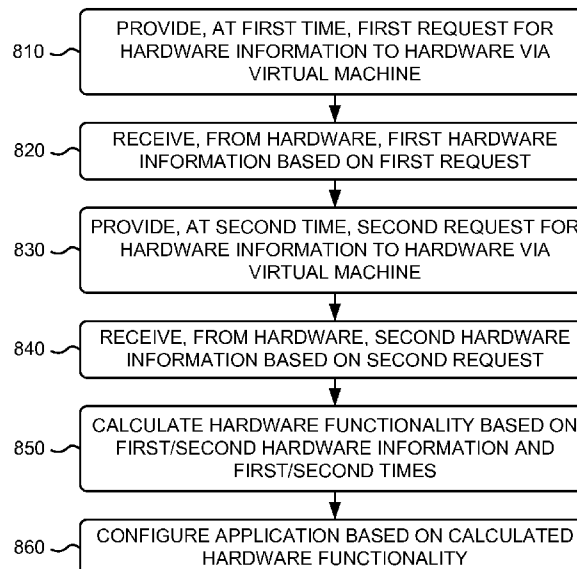 PROVIDE, AT FIRST TIME, FIRST REQUEST FOR
810
HARDWARE INFORMATION TO HARDWARE VIA
VIRTUAL MACHINE
820
RECEIVE, FROM HARDWARE, FIRST HARDWARE
INFORMATION BASED ON FIRST REQUEST
PROVIDE, AT SECOND TIME, SECOND REQUEST FOR
830
HARDWARE INFORMATION TO HARDWARE VIA
VIRTUAL MACHINE
840
RECEIVE, FROM HARDWARE, SECOND HARDWARE
INFORMATION BASED ON SECOND REQUEST
CALCULATE HARDWARE FUNCTIONALITY BASED ON
850
FIRST/SECOND HARDWARE INFORMATION AND
FIRST/SECOND TIMES
860
CONFIGURE APPLICATION BASED ON CALCULATED
HARDWARE FUNCTIONALITY